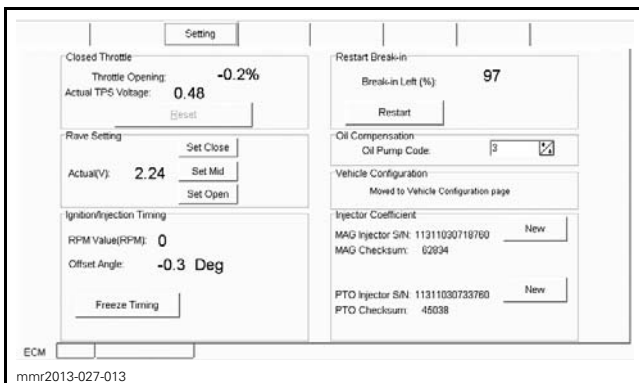 Setting
Closed Throttle
Throttle Opening: -0.2%
Actual TPS Voltage: 0.48
Reset
Rave Setting
Set Close
Actual(V): 2.24 Set Mid
Set Open
Ignition/Injection Timing
RPM Value(RPM): 0
Offset Angle: -0.3 Deg
Freeze Timing
Restart Break-in
Break-in Left (%): 97
Restart
Oil Compensation
Oil Pump Code: 3
Vehicle Configuration
Moved to Vehicle Configuration page
Injector Coefficient
MAG Injector S/N: 11311030718760 New
MAG Checksum: 62834
PTO Injector S/N: 11311030733760 New
PTO Checksum: 45038
ECM
mmr2013-027-013